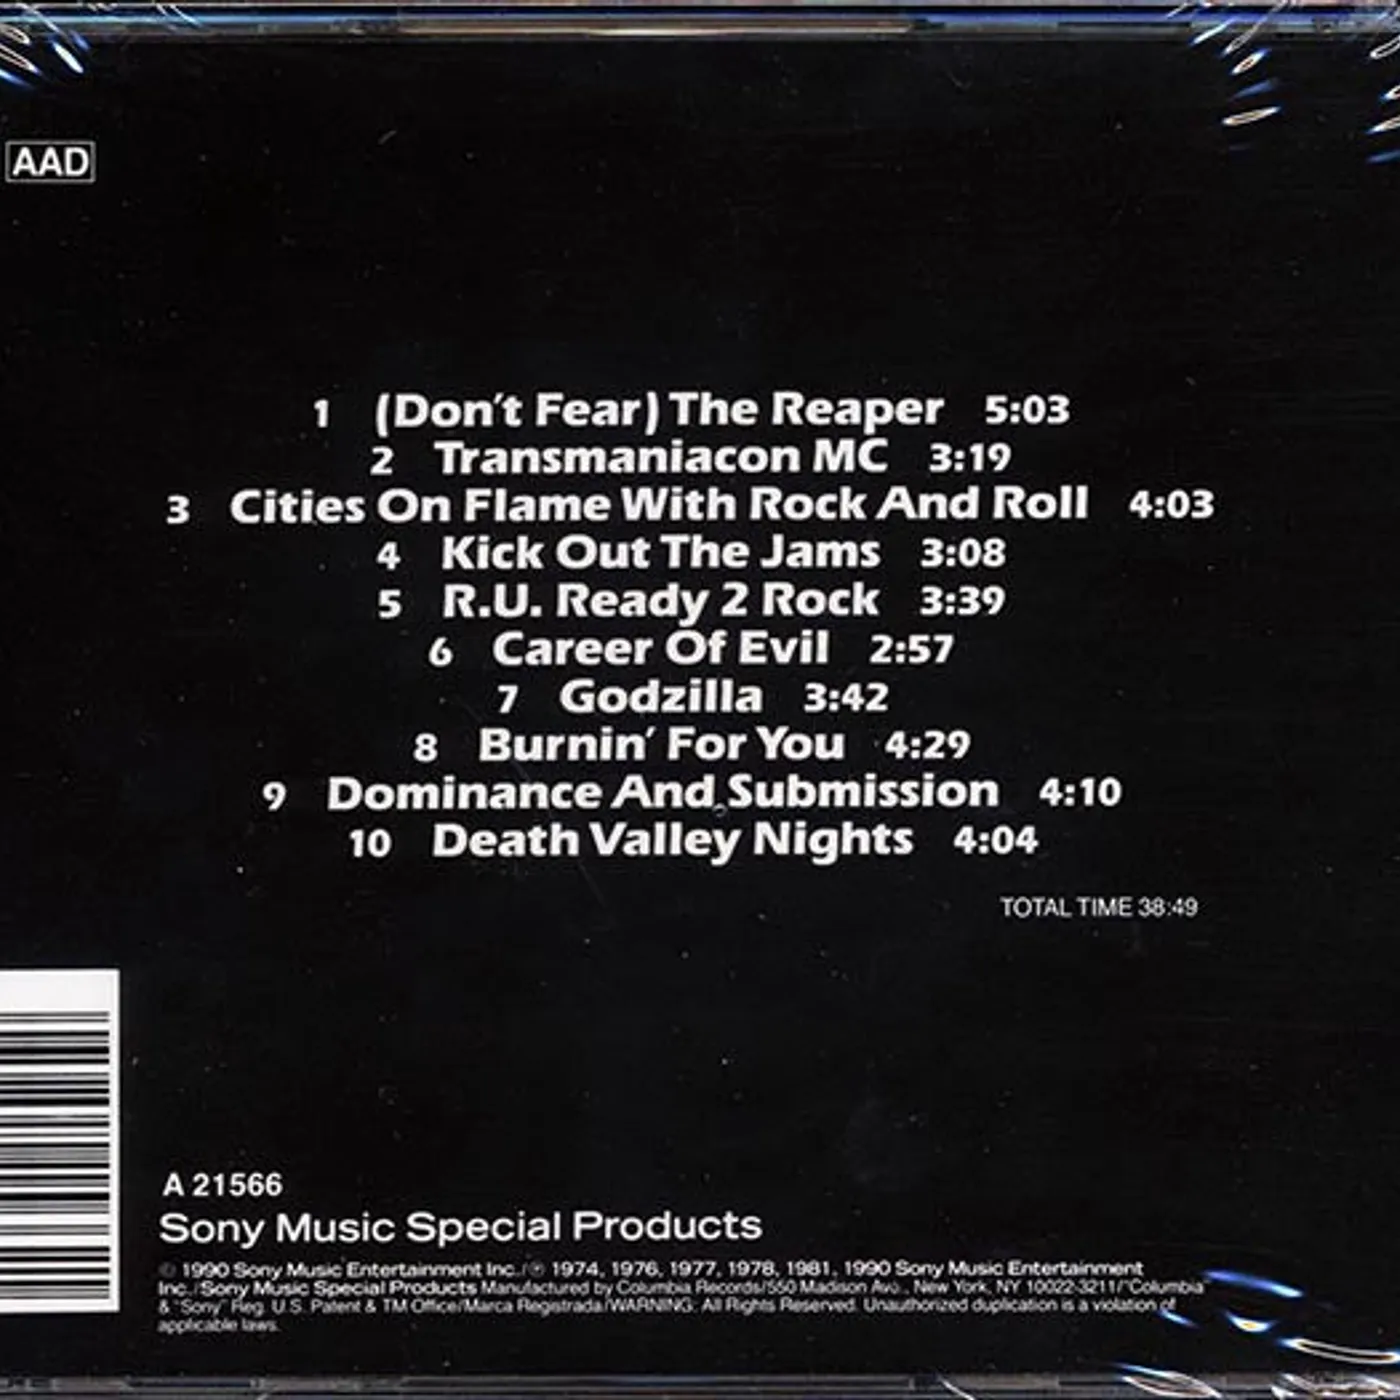 AAD
1 (Don't Fear) The Reaper 5:03
2 Transmaniacon MC 3:19
3 Cities On Flame With Rock And Roll 4:03
4 Kick Out The Jams 3:08
5 R.U. Ready 2 Rock 3:39
6 Career Of Evil 2:57
7 Godzilla 3:42
8 Burnin' For You 4:29
9 Dominance And Submission 4:10
10 Death Valley Nights 4:04
TOTAL TIME 38:49
A 21566
Sony Music Special Products
© 1990 Sony Music Entertainment Inc./℗ 1974, 1976, 1977, 1978, 1981, 1990 Sony Music Entertainment
Inc./Sony Music Special Products Manufactured by Columbia Records/550 Madison Ave., New York, NY 10022-3211/"Columbia"
& "Sony" Reg. U.S. Patent & TM Office/Marca Registrada./WARNING: All Rights Reserved. Unauthorized duplication is a violation of
applicable laws.